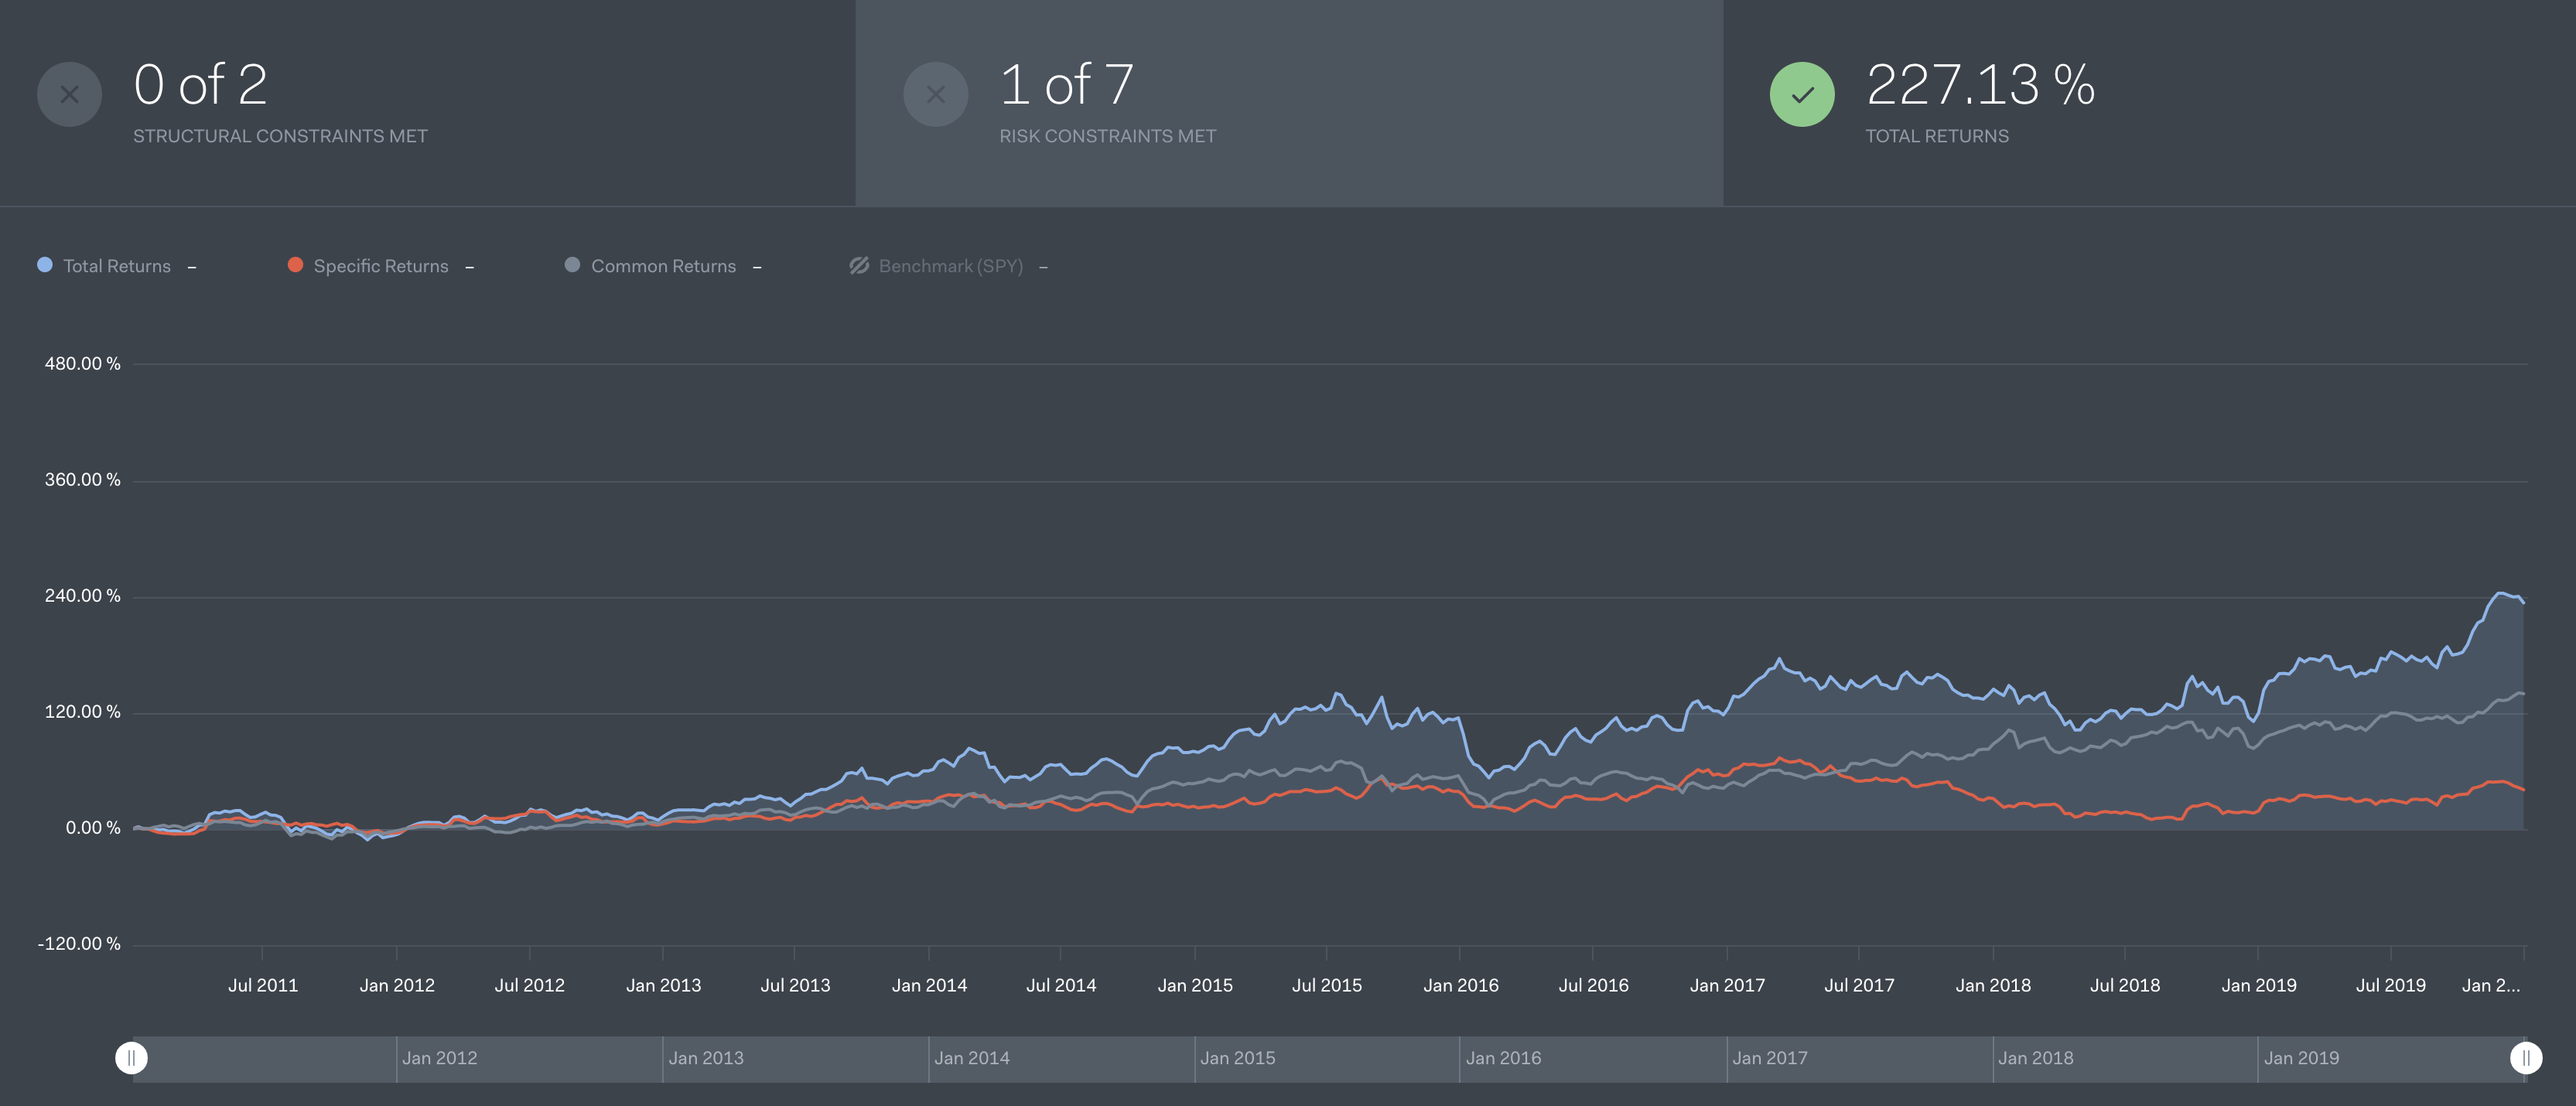 0 of 2
STRUCTURAL CONSTRAINTS MET
1 of 7
RISK CONSTRAINTS MET
227.13 %
TOTAL RETURNS
Total Returns –
Specific Returns –
Common Returns –
Benchmark (SPY) –
480.00 %
360.00 %
240.00 %
120.00 %
0.00 %
-120.00 %
Jul 2011 Jan 2012 Jul 2012 Jan 2013 Jul 2013 Jan 2014 Jul 2014 Jan 2015 Jul 2015 Jan 2016 Jul 2016 Jan 2017 Jul 2017 Jan 2018 Jul 2018 Jan 2019 Jul 2019 Jan 2...
Jan 2012 Jan 2013 Jan 2014 Jan 2015 Jan 2016 Jan 2017 Jan 2018 Jan 2019